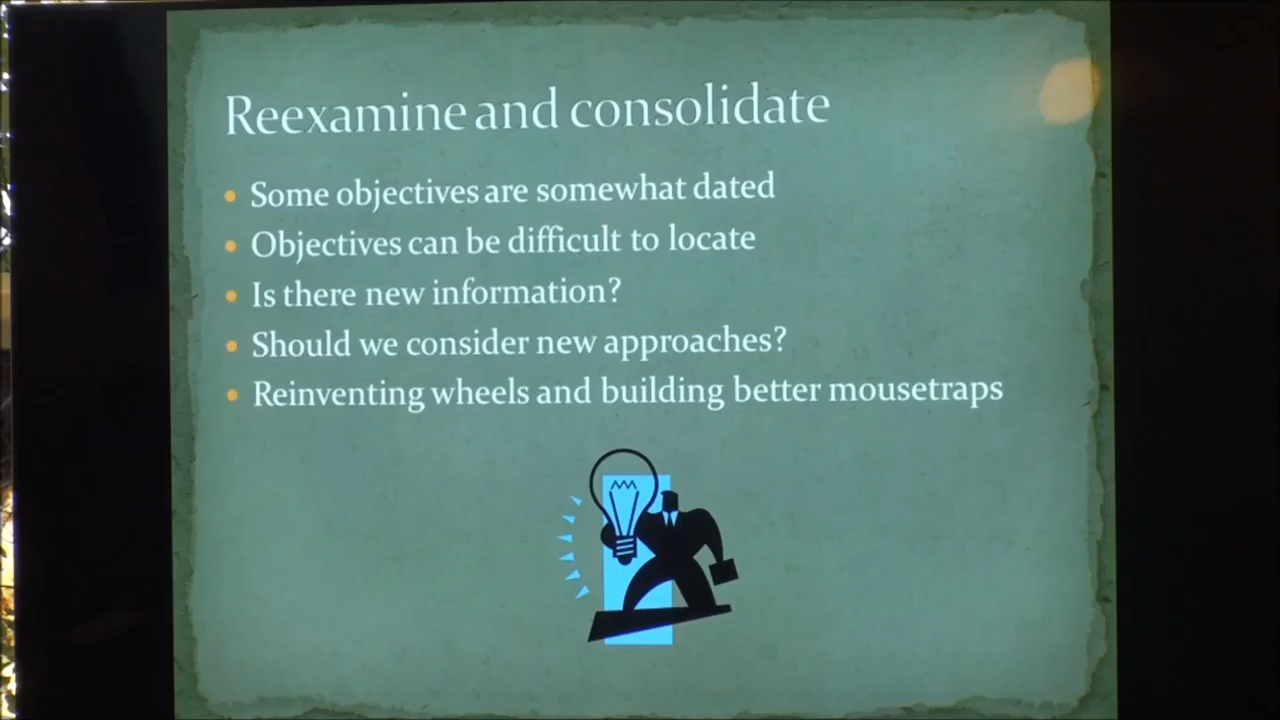 Reexamine and consolidate
Some objectives are somewhat dated
Objectives can be difficult to locate
Is there new information?
Should we consider new approaches?
Reinventing wheels and building better mousetraps